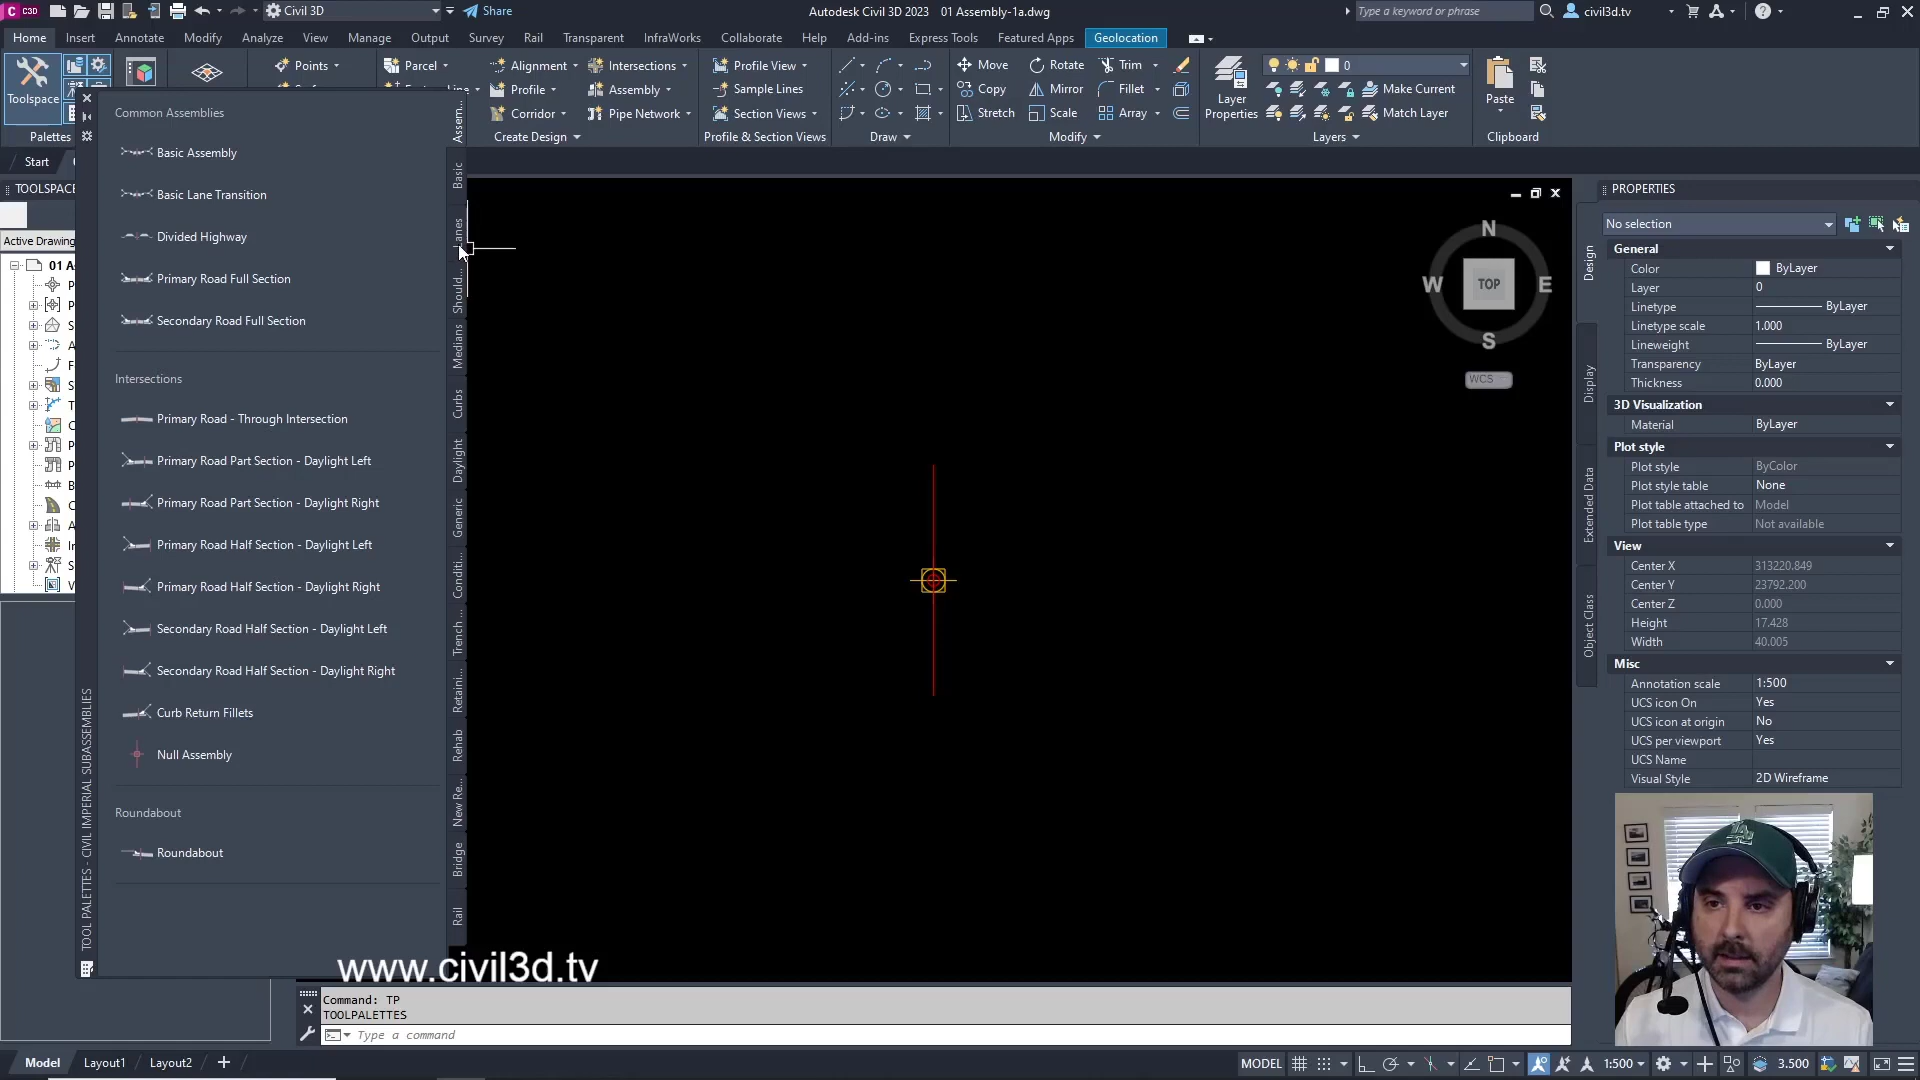 C3D
Civil 3D
Share
Autodesk Civil 3D 2023
01 Assembly-1a.dwg
Type a keyword or phrase
civil3d.tv
Home
Insert
Annotate
Modify
Analyze
View
Manage
Output
Survey
Rail
Transparent
InfraWorks
Collaborate
Help
Add-ins
Express Tools
Featured Apps
Geolocation
Toolspace
Palettes
Points
Parcel
Alignment
Profile
Corridor
Intersections
Assembly
Pipe Network
Create Design
Profile View
Sample Lines
Section Views
Profile & Section Views
Draw
Move
Copy
Stretch
Rotate
Mirror
Scale
Trim
Fillet
Array
Modify
Layer
Properties
0
Make Current
Match Layer
Layers
Paste
Clipboard
Start
TOOLSPACE
Active Drawing
01 A
Common Assemblies
Basic Assembly
Basic Lane Transition
Divided Highway
Primary Road Full Section
Secondary Road Full Section
Intersections
Primary Road - Through Intersection
Primary Road Part Section - Daylight Left
Primary Road Part Section - Daylight Right
Primary Road Half Section - Daylight Left
Primary Road Half Section - Daylight Right
Secondary Road Half Section - Daylight Left
Secondary Road Half Section - Daylight Right
Curb Return Fillets
Null Assembly
Roundabout
Roundabout
TOOL PALETTES - CIVIL IMPERIAL SUBASSEMBLIES
Assem...
Basic
Lanes
Should...
Medians
Curbs
Daylight
Generic
Conditi...
Trench ...
Retaini...
Rehab
New Re...
Bridge
Rail
N
W
TOP
E
S
WCS
PROPERTIES
No selection
Design
Display
Extended Data
Object Class
General
Color ByLayer
Layer 0
Linetype ByLayer
Linetype scale 1.000
Lineweight ByLayer
Transparency ByLayer
Thickness 0.000
3D Visualization
Material ByLayer
Plot style
Plot style ByColor
Plot style table None
Plot table attached to Model
Plot table type Not available
View
Center X 313220.849
Center Y 23792.200
Center Z 0.000
Height 17.428
Width 40.005
Misc
Annotation scale 1:500
UCS icon On Yes
UCS icon at origin No
UCS per viewport Yes
UCS Name
Visual Style 2D Wireframe
LA
www.civil3d.tv
Command: TP
TOOLPALETTES
Type a command
Model
Layout1
Layout2
MODEL
1:500
3.500